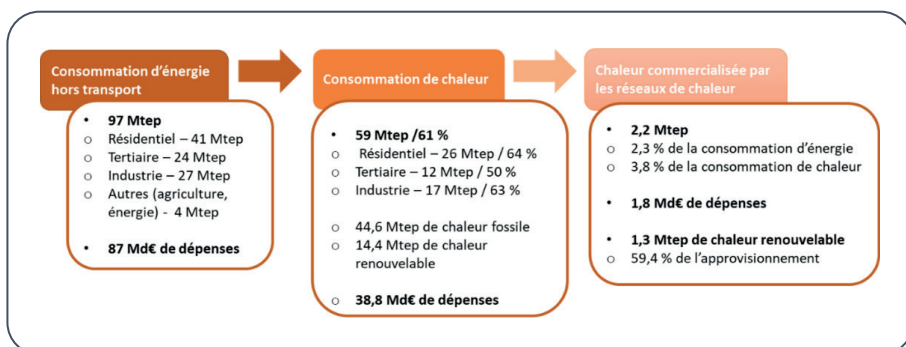 Consommation d'énergie
hors transport
• 97 Mtep
o Résidentiel – 41 Mtep
o Tertiaire – 24 Mtep
o Industrie – 27 Mtep
o Autres (agriculture,
énergie) - 4 Mtep
• 87 Md€ de dépenses
Consommation de chaleur
• 59 Mtep /61 %
o Résidentiel – 26 Mtep / 64 %
o Tertiaire – 12 Mtep / 50 %
o Industrie – 17 Mtep / 63 %
o 44,6 Mtep de chaleur fossile
o 14,4 Mtep de chaleur
renouvelable
o 38,8 Md€ de dépenses
Chaleur commercialisée par
les réseaux de chaleur
• 2,2 Mtep
o 2,3 % de la consommation d'énergie
o 3,8 % de la consommation de chaleur
• 1,8 Md€ de dépenses
• 1,3 Mtep de chaleur renouvelable
o 59,4 % de l'approvisionnement